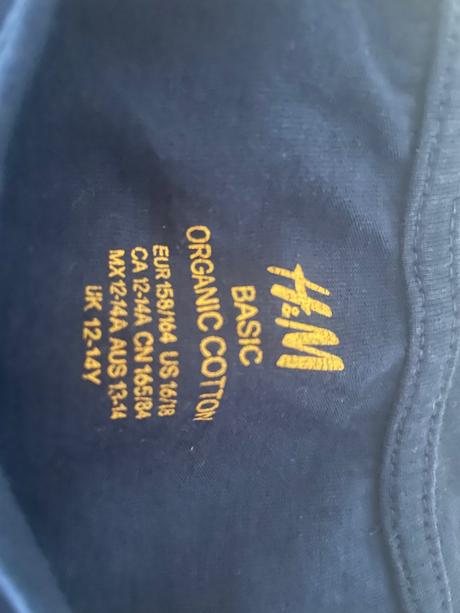 H&M
BASIC
ORGANIC COTTON
EUR 158/164 US 16/18
CA 12-14A CN 165/84
MX 12-14A AUS 13-14
UK 12-14Y